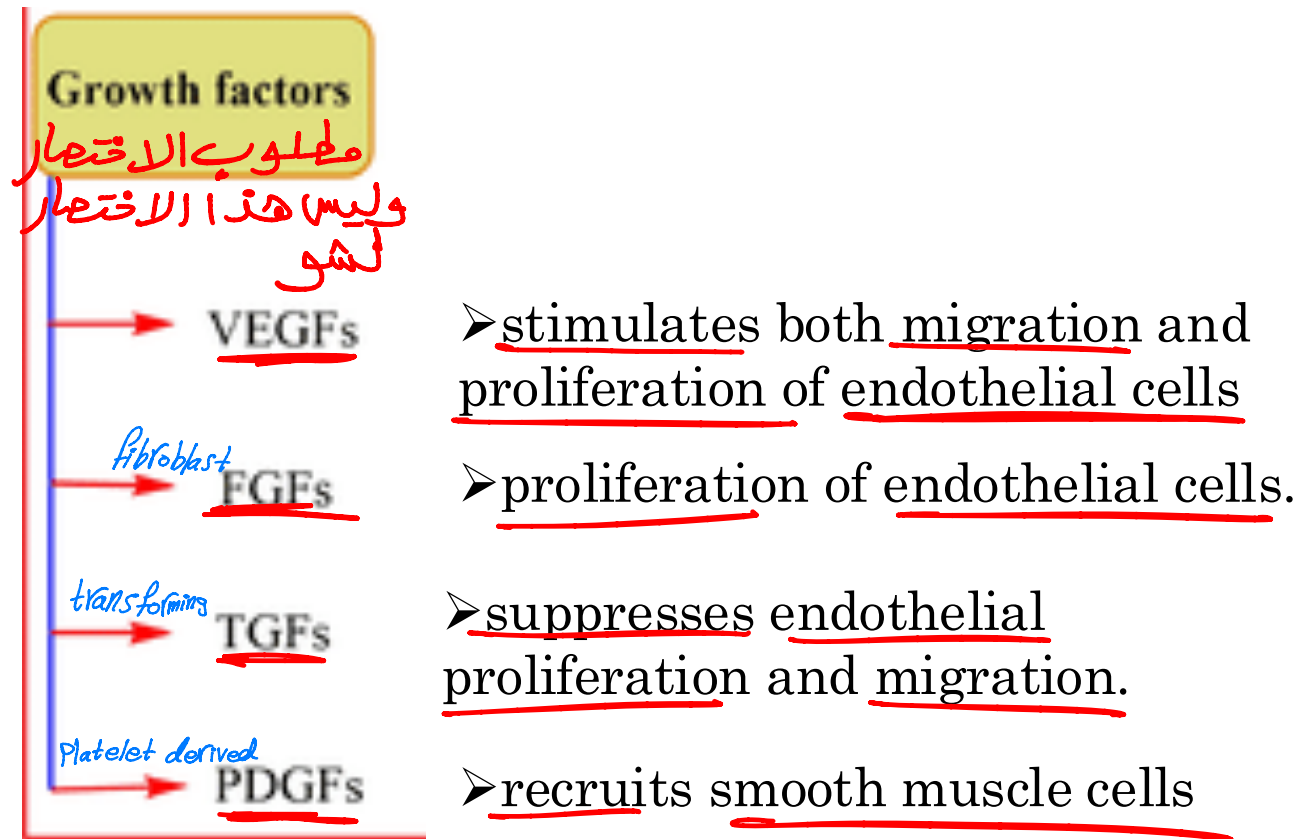 Growth factors
مطلوب الاختصار
وليس هذا الاختصار
لشو
VEGFs
➢stimulates both migration and
proliferation of endothelial cells
fibroblast
FGFs
➢proliferation of endothelial cells.
transforming
TGFs
➢suppresses endothelial
proliferation and migration.
Platelet derived
PDGFs
➢recruits smooth muscle cells